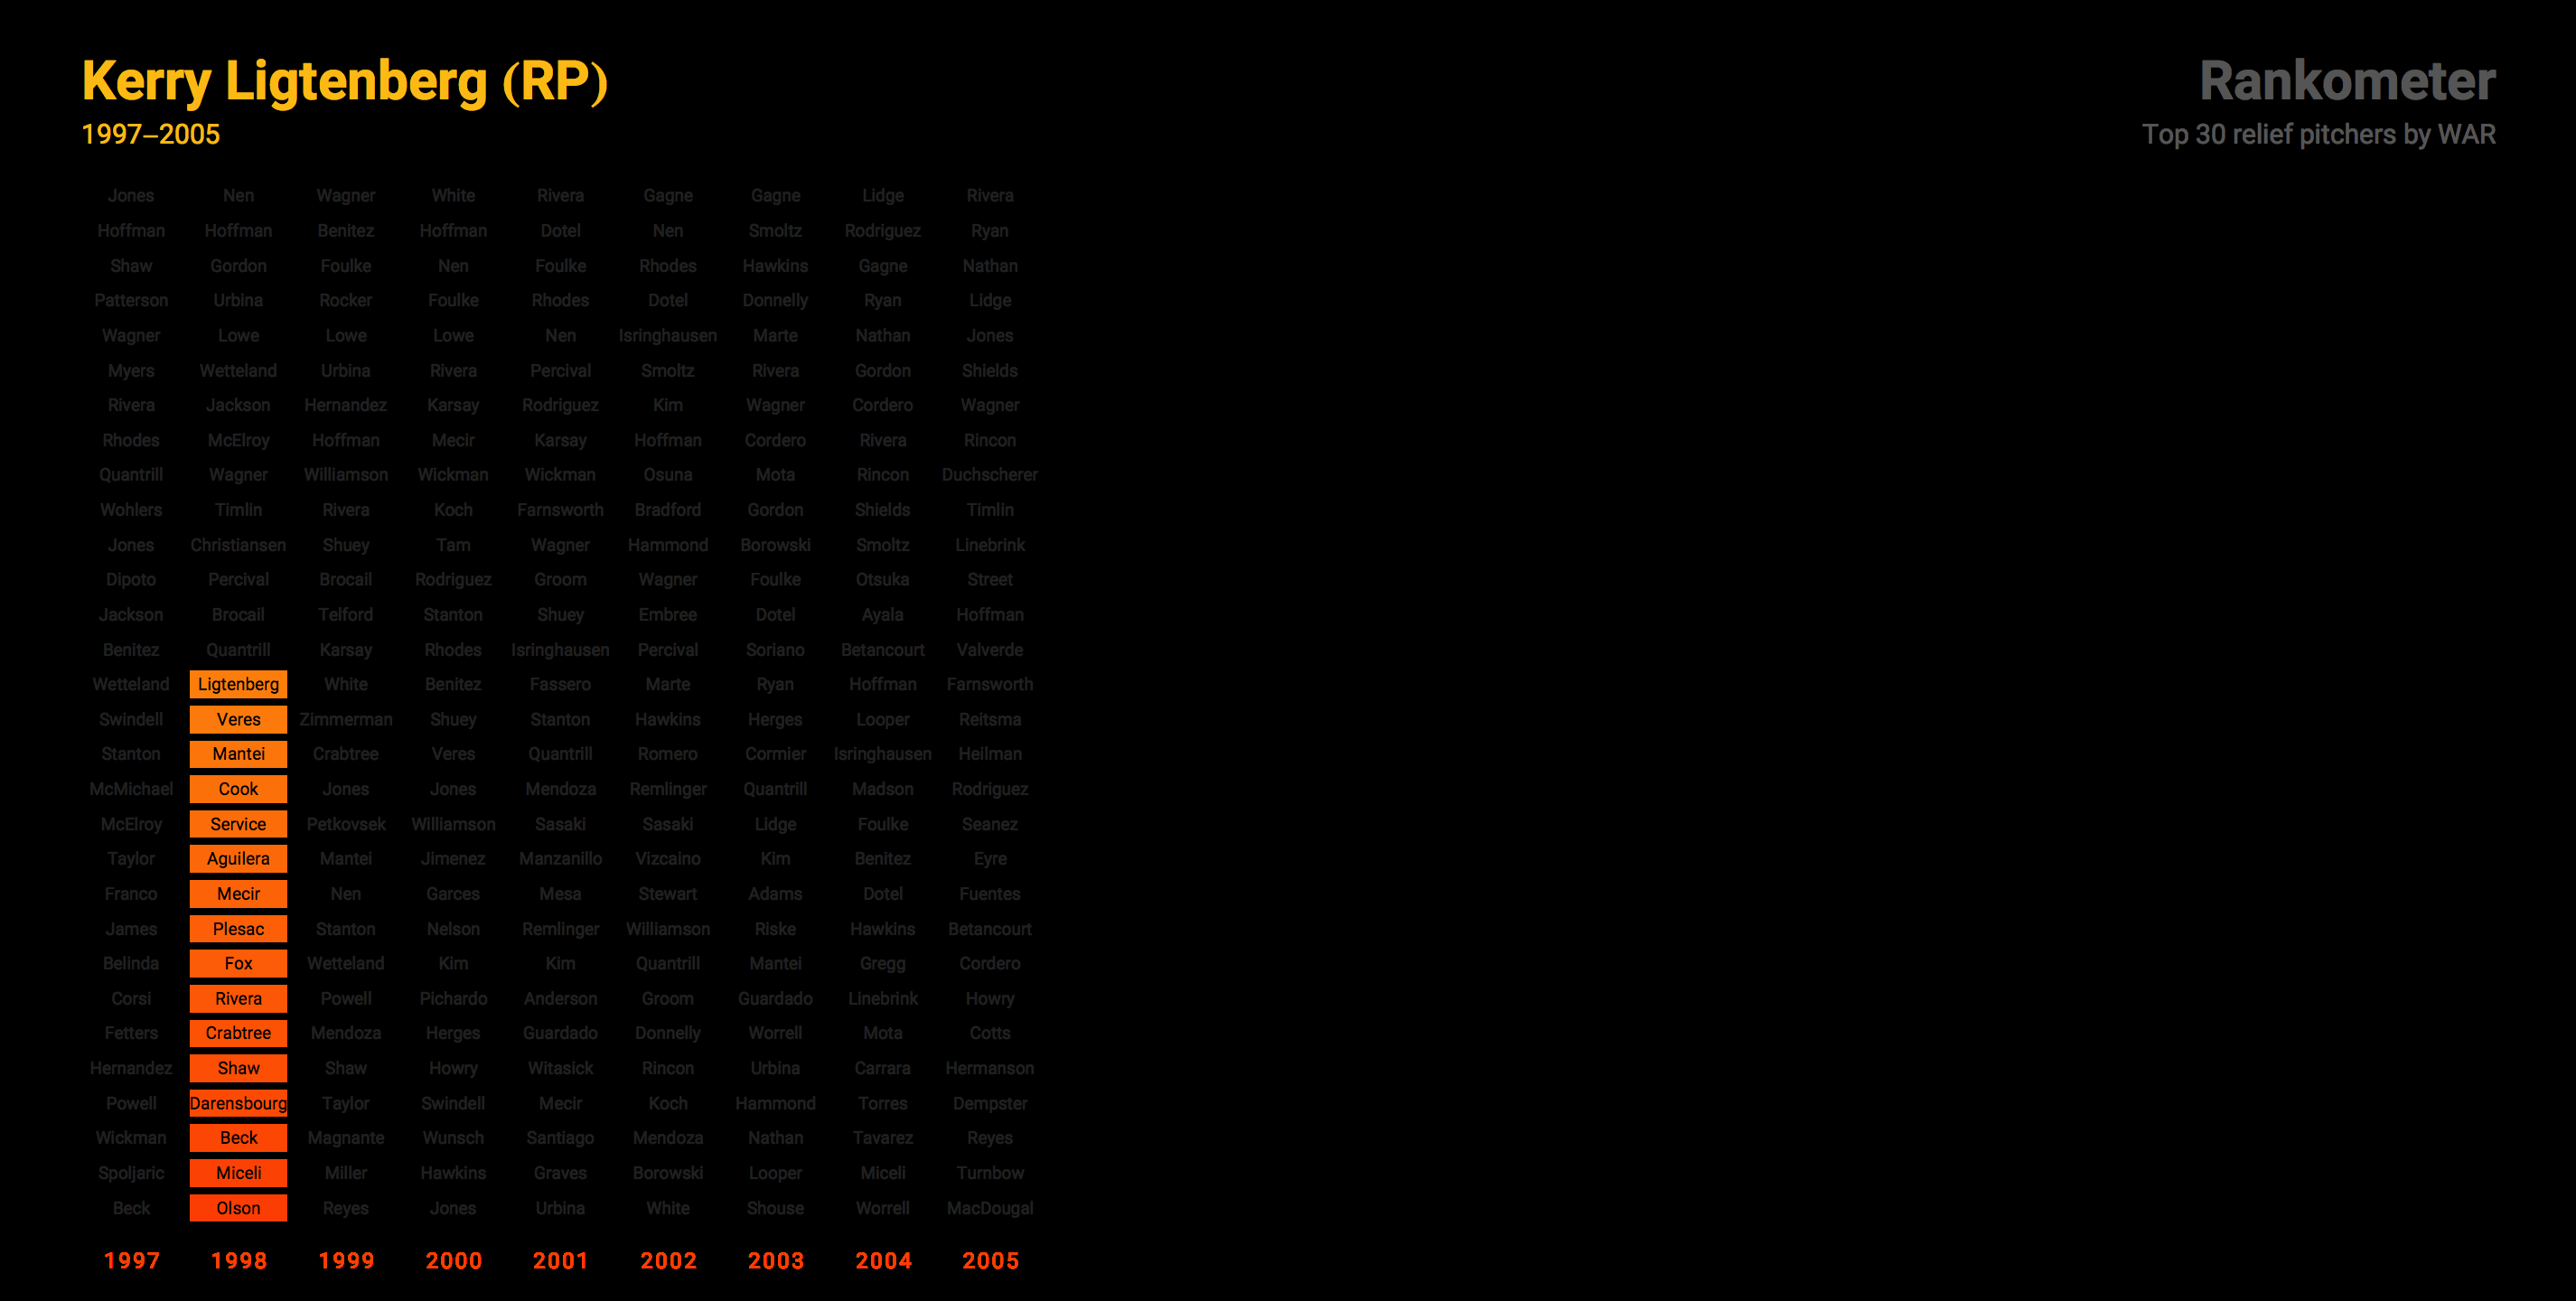 Kerry Ligtenberg (RP)
1997–2005
Rankometer
Top 30 relief pitchers by WAR
Jones Nen Wagner White Rivera Gagne Gagne Lidge Rivera
Hoffman Hoffman Benitez Hoffman Dotel Nen Smoltz Rodriguez Ryan
Shaw Gordon Foulke Nen Foulke Rhodes Hawkins Gagne Nathan
Patterson Urbina Rocker Foulke Rhodes Dotel Donnelly Ryan Lidge
Wagner Lowe Lowe Lowe Nen Isringhausen Marte Nathan Jones
Myers Wetteland Urbina Rivera Percival Smoltz Rivera Gordon Shields
Rivera Jackson Hernandez Karsay Rodriguez Kim Wagner Cordero Wagner
Rhodes McElroy Hoffman Mecir Karsay Hoffman Cordero Rivera Rincon
Quantrill Wagner Williamson Wickman Wickman Osuna Mota Rincon Duchscherer
Wohlers Timlin Rivera Koch Farnsworth Bradford Gordon Shields Timlin
Jones Christiansen Shuey Tam Wagner Hammond Borowski Smoltz Linebrink
Dipoto Percival Brocail Rodriguez Groom Wagner Foulke Otsuka Street
Jackson Brocail Telford Stanton Shuey Embree Dotel Ayala Hoffman
Benitez Quantrill Karsay Rhodes Isringhausen Percival Soriano Betancourt Valverde
Wetteland Ligtenberg White Benitez Fassero Marte Ryan Hoffman Farnsworth
Swindell Veres Zimmerman Shuey Stanton Hawkins Herges Looper Reitsma
Stanton Mantei Crabtree Veres Quantrill Romero Cormier Isringhausen Heilman
McMichael Cook Jones Jones Mendoza Remlinger Quantrill Madson Rodriguez
McElroy Service Petkovsek Williamson Sasaki Sasaki Lidge Foulke Seanez
Taylor Aguilera Mantei Jimenez Manzanillo Vizcaino Kim Benitez Eyre
Franco Mecir Nen Garces Mesa Stewart Adams Dotel Fuentes
James Plesac Stanton Nelson Remlinger Williamson Riske Hawkins Betancourt
Belinda Fox Wetteland Kim Kim Quantrill Mantei Gregg Cordero
Corsi Rivera Powell Pichardo Anderson Groom Guardado Linebrink Howry
Fetters Crabtree Mendoza Herges Guardado Donnelly Worrell Mota Cotts
Hernandez Shaw Shaw Howry Witasick Rincon Urbina Carrara Hermanson
Powell Darensbourg Taylor Swindell Mecir Koch Hammond Torres Dempster
Wickman Beck Magnante Wunsch Santiago Mendoza Nathan Tavarez Reyes
Spoljaric Miceli Miller Hawkins Graves Borowski Looper Miceli Turnbow
Beck Olson Reyes Jones Urbina White Shouse Worrell MacDougal
1997 1998 1999 2000 2001 2002 2003 2004 2005